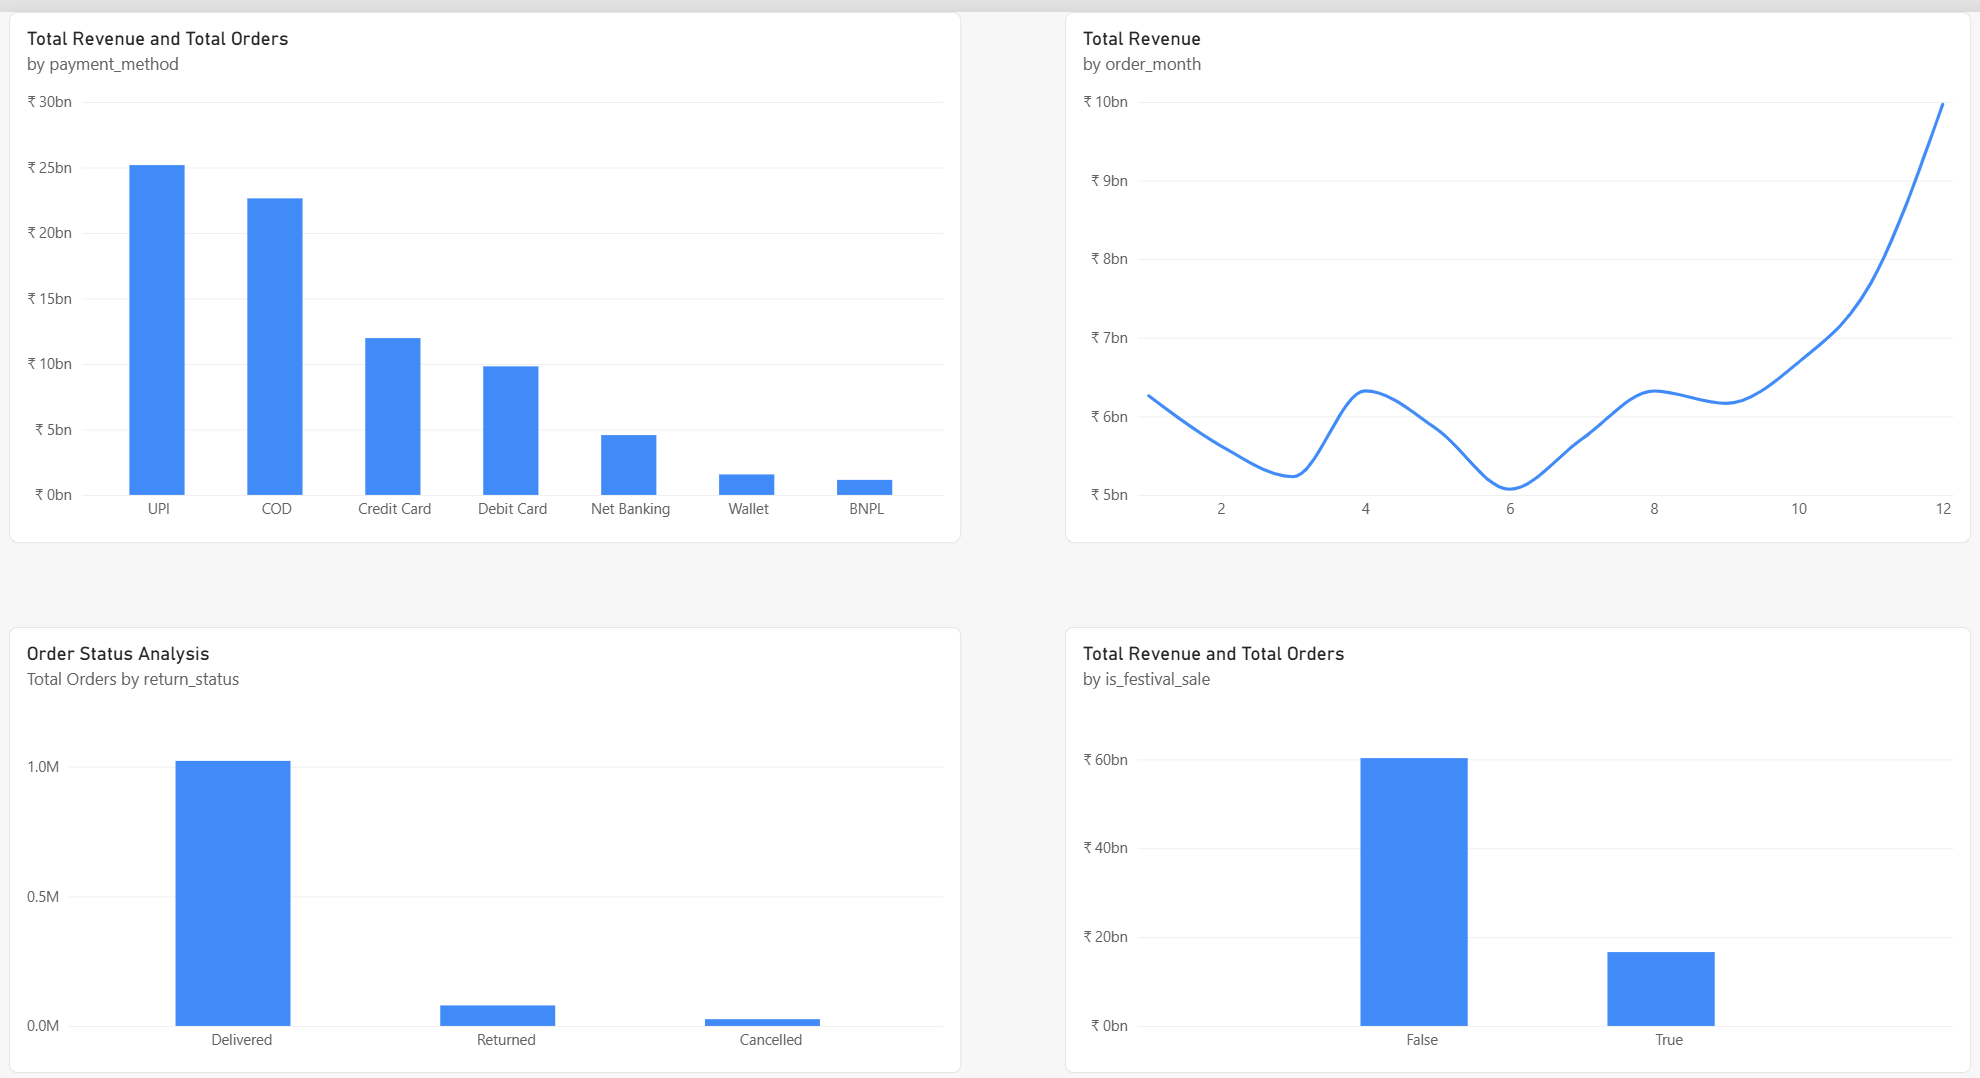 Total Revenue and Total Orders
by payment_method
₹ 30bn
₹ 25bn
₹ 20bn
₹ 15bn
₹ 10bn
₹ 5bn
₹ 0bn
UPI COD Credit Card Debit Card Net Banking Wallet BNPL
Total Revenue
by order_month
₹ 10bn
₹ 9bn
₹ 8bn
₹ 7bn
₹ 6bn
₹ 5bn
2 4 6 8 10 12
Order Status Analysis
Total Orders by return_status
1.0M
0.5M
0.0M
Delivered Returned Cancelled
Total Revenue and Total Orders
by is_festival_sale
₹ 60bn
₹ 40bn
₹ 20bn
₹ 0bn
False True